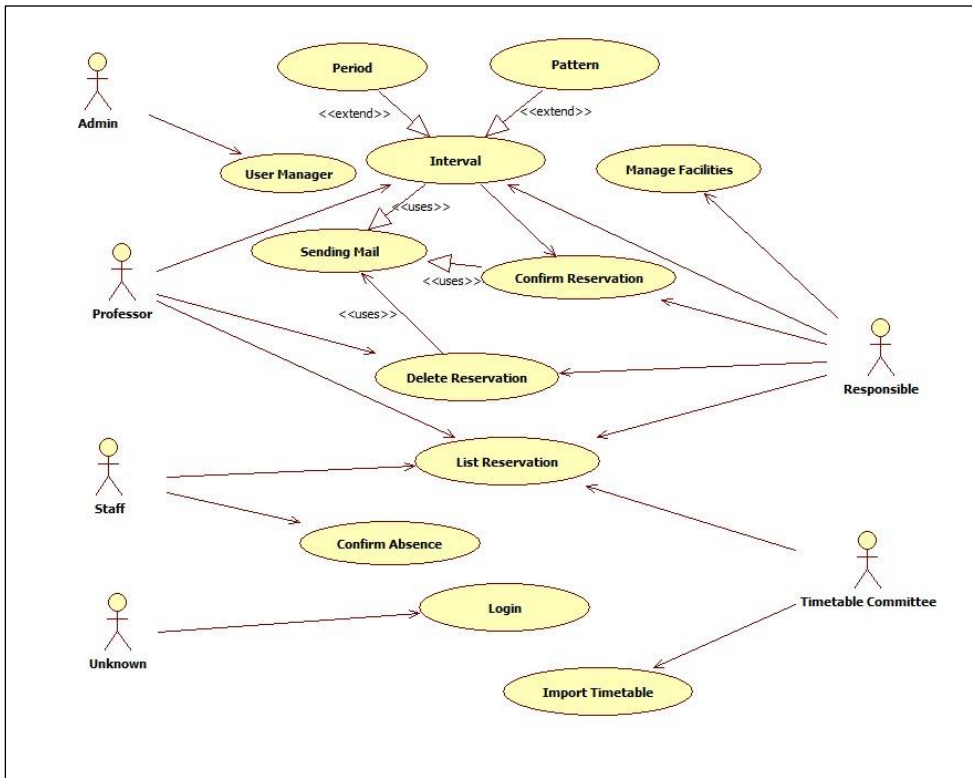 Period
Pattern
<<extend>>
<<extend>>
Admin
Interval
User Manager
Manage Facilities
<<uses>>
Sending Mail
<<uses>>
Confirm Reservation
Professor
<<uses>>
Delete Reservation
Responsible
List Reservation
Staff
Confirm Absence
Timetable Committee
Login
Unknown
Import Timetable